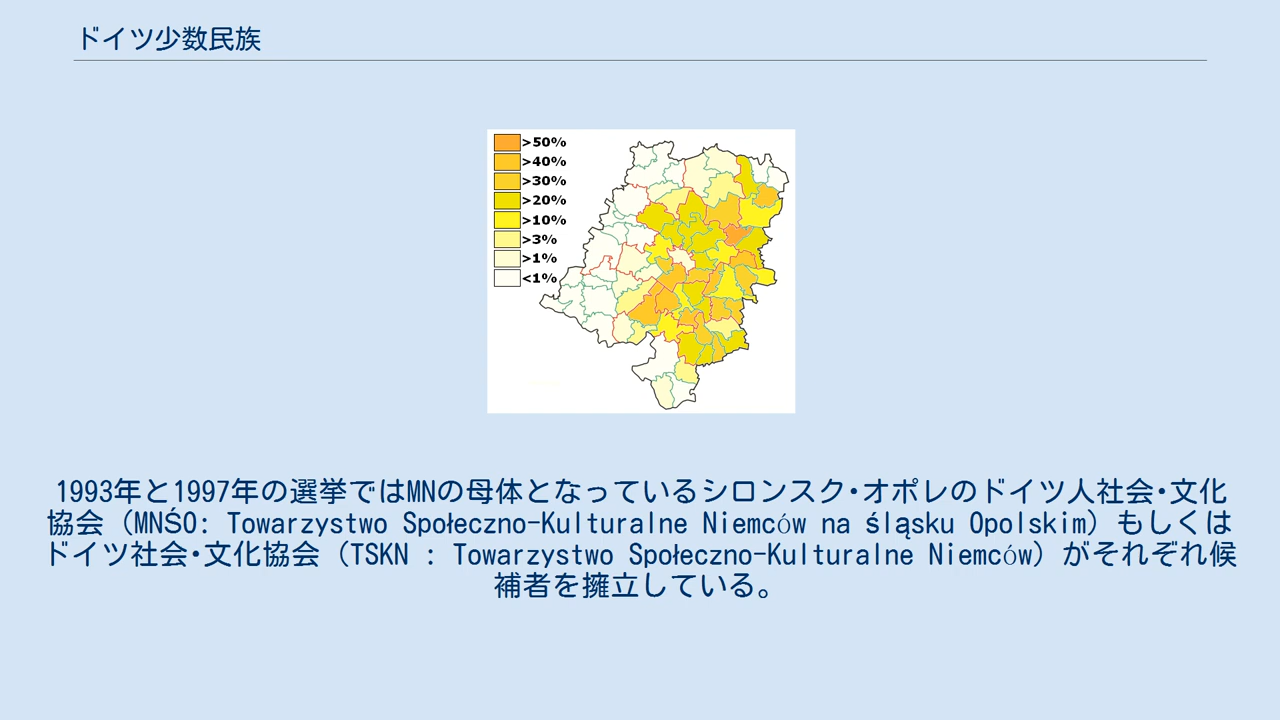 ドイツ少数民族
>50%
>40%
>30%
>20%
>10%
>3%
>1%
<1%
1993年と1997年の選挙ではMNの母体となっているシロンスク･オポレのドイツ人社会･文化
協会（MNŚO: Towarzystwo Społeczno-Kulturalne Niemców na śląsku Opolskim）もしくは
ドイツ社会･文化協会（TSKN : Towarzystwo Społeczno-Kulturalne Niemców）がそれぞれ候
補者を擁立している。